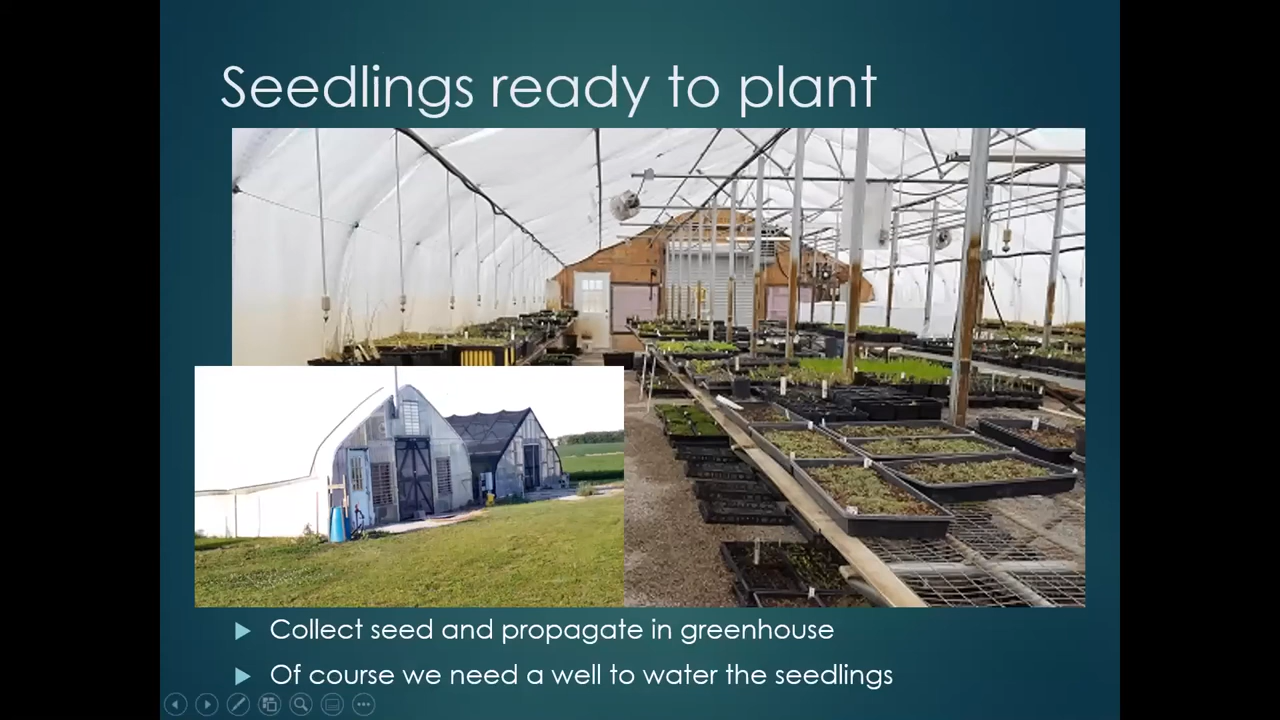 Seedlings ready to plant
Collect seed and propagate in greenhouse
Of course we need a well to water the seedlings